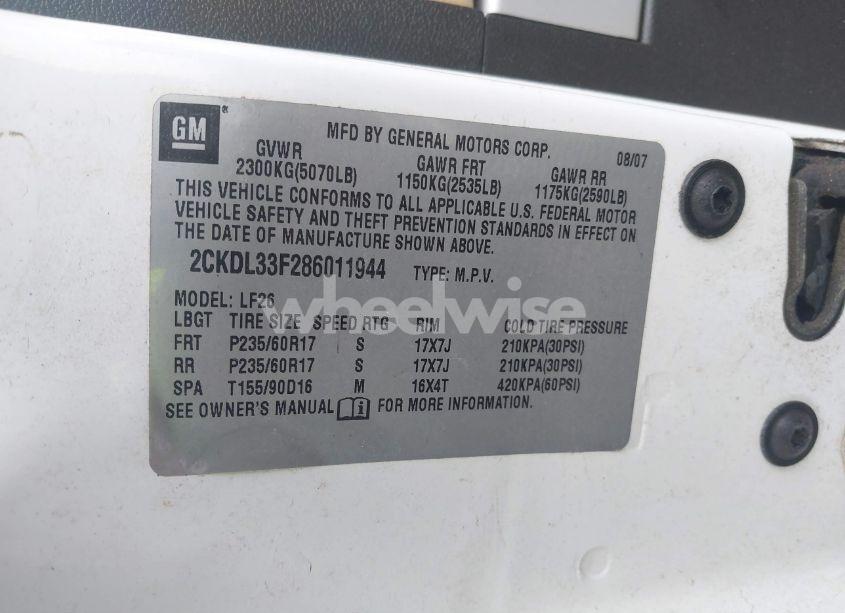 GM
MFD BY GENERAL MOTORS CORP. 08/07
GVWR GAWR FRT GAWR RR
2300KG(5070LB) 1150KG(2535LB) 1175KG(2590LB)
THIS VEHICLE CONFORMS TO ALL APPLICABLE U.S. FEDERAL MOTOR
VEHICLE SAFETY AND THEFT PREVENTION STANDARDS IN EFFECT ON
THE DATE OF MANUFACTURE SHOWN ABOVE.
2CKDL33F286011944 TYPE: M.P.V.
MODEL: LF26
wheelwise
LBGT TIRE SIZE SPEED RTG RIM COLD TIRE PRESSURE
FRT P235/60R17 S 17X7J 210KPA(30PSI)
RR P235/60R17 S 17X7J 210KPA(30PSI)
SPA T155/90D16 M 16X4T 420KPA(60PSI)
SEE OWNER'S MANUAL FOR MORE INFORMATION.